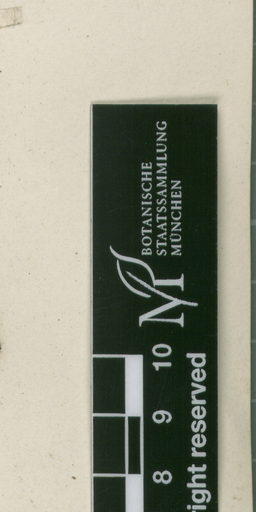 BOTANISCHE
STAATSSAMMLUNG
MÜNCHEN
M
8 9 10
ight reserved